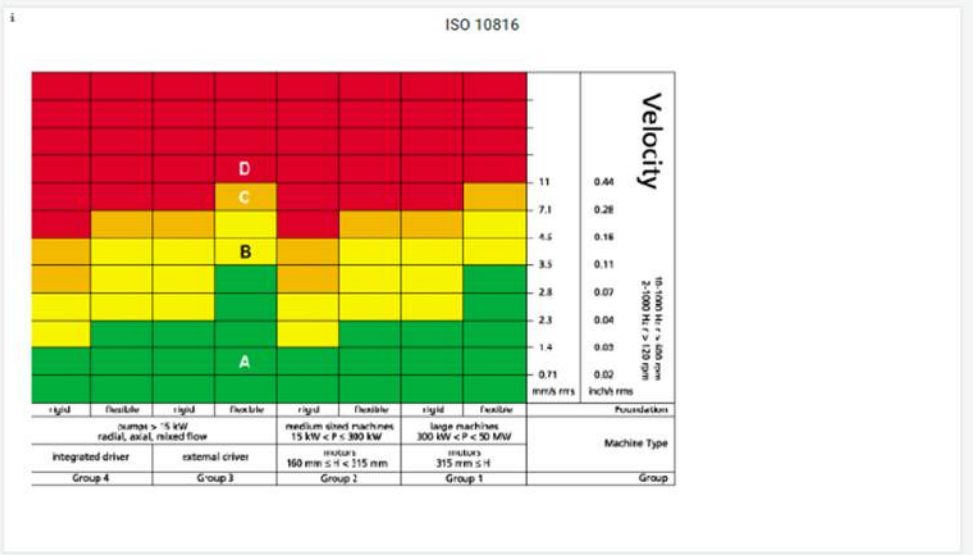 i
ISO 10816
Velocity
10-1000 Hz r > 600 rpm
2-1000 Hz r > 120 rpm
D
C
B
A
11 0.44
7.1 0.28
4.5 0.18
3.5 0.11
2.8 0.07
2.3 0.04
1.4 0.03
0.71 0.02
mm/s rms inch/s rms
rigid flexible rigid flexible rigid flexible rigid flexible Foundation
pumps > 15 kW
radial, axial, mixed flow
medium sized machines
15 kW < P ≤ 300 kW
large machines
300 kW < P < 50 MW
Machine Type
integrated driver
external driver
motors
160 mm ≤ H < 315 mm
motors
315 mm ≤ H
Group 4 Group 3 Group 2 Group 1 Group